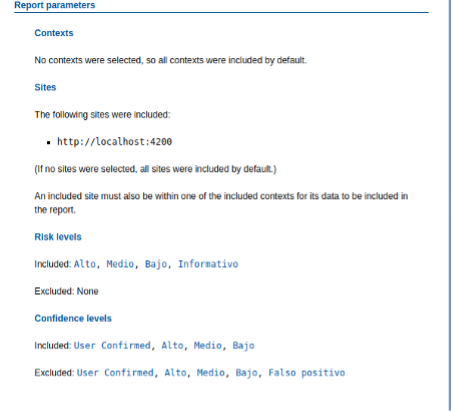 Report parameters
Contexts
No contexts were selected, so all contexts were included by default.
Sites
The following sites were included:
▪ http://localhost:4200
(If no sites were selected, all sites were included by default.)
An included site must also be within one of the included contexts for its data to be included in
the report.
Risk levels
Included: Alto, Medio, Bajo, Informativo
Excluded: None
Confidence levels
Included: User Confirmed, Alto, Medio, Bajo
Excluded: User Confirmed, Alto, Medio, Bajo, Falso positivo